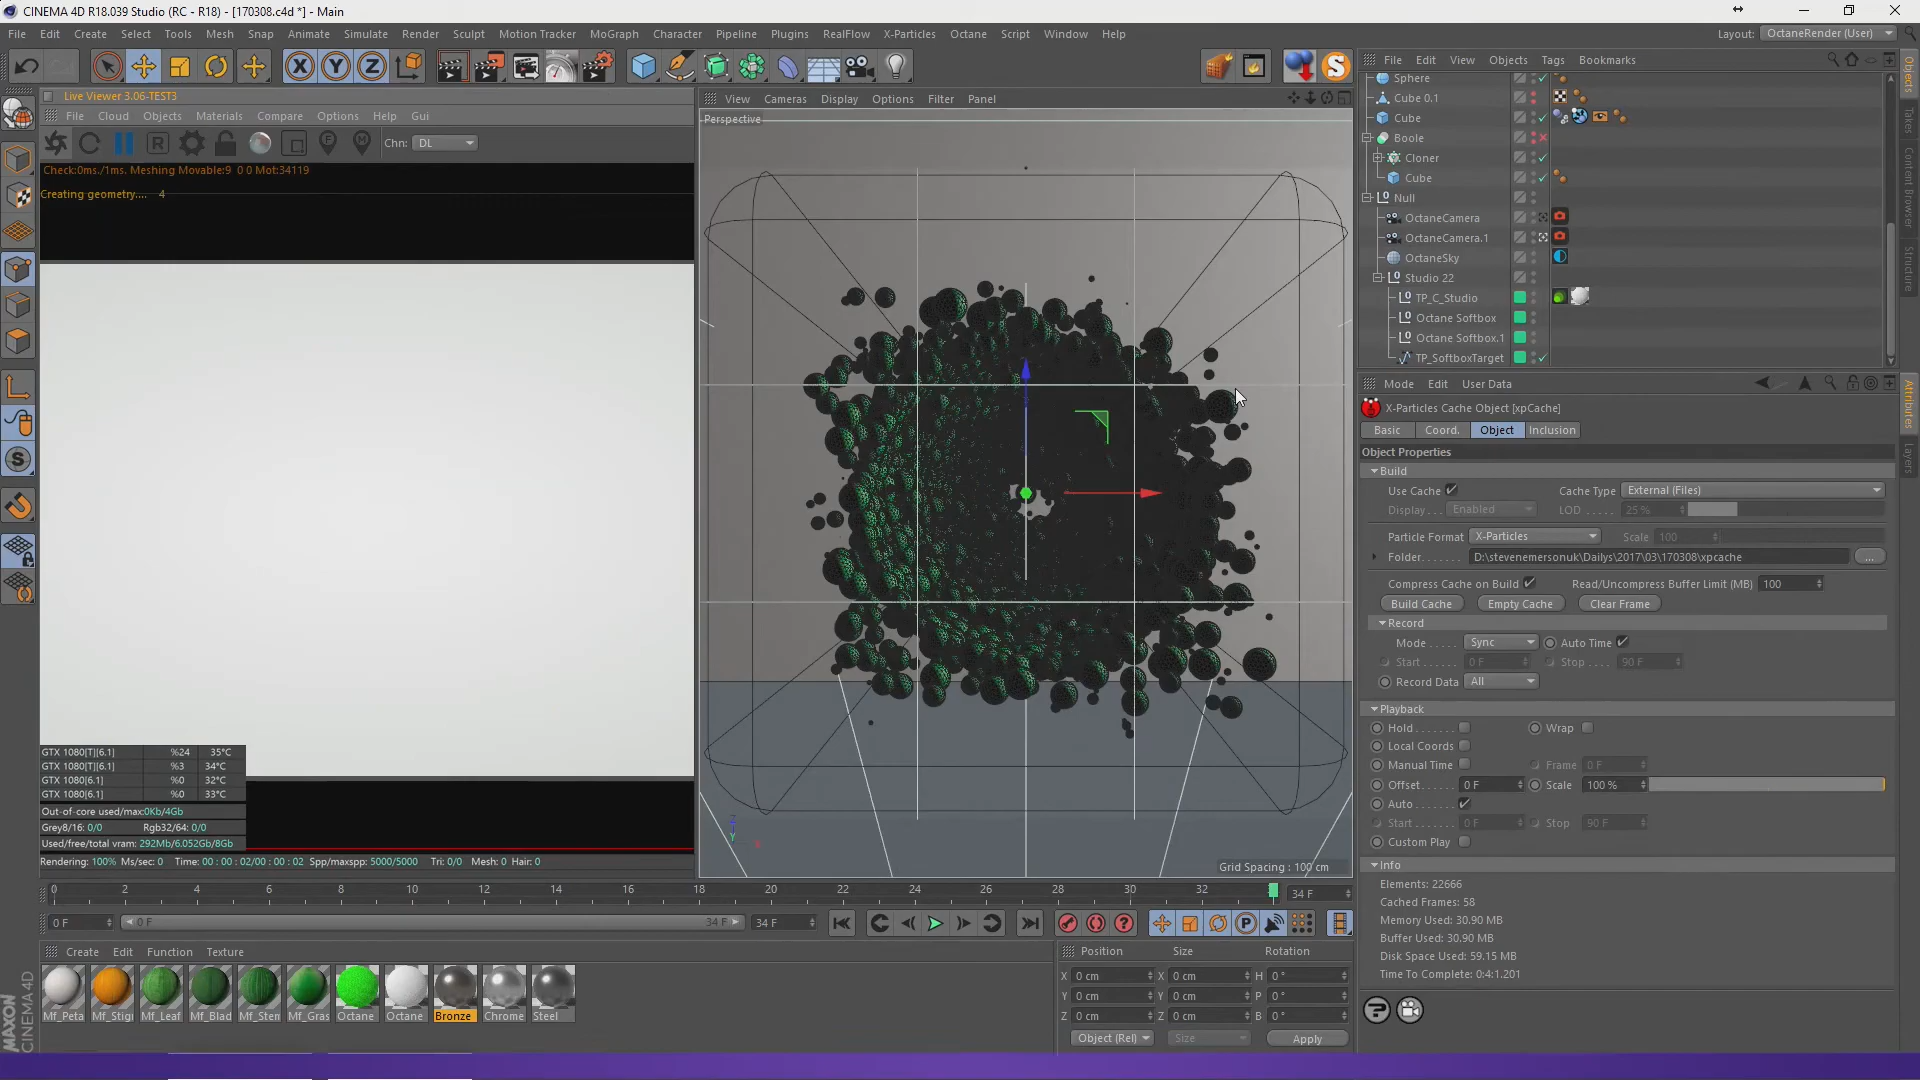 CINEMA 4D R18.039 Studio (RC - R18) - [170308.c4d *] - Main
File Edit Create Select Tools Mesh Snap Animate Simulate Render Sculpt Motion Tracker MoGraph Character Pipeline Plugins RealFlow X-Particles Octane Script Window Help
Layout: OctaneRender (User)
Live Viewer 3.06-TEST3
File Cloud Objects Materials Compare Options Help Gui
Chn: DL
Check:0ms./1ms. Meshing Movable:9 0 0 Mot:34119
Creating geometry.... 4
GTX 1080[T][6.1] %24 35°C
GTX 1080[T][6.1] %3 34°C
GTX 1080[6.1] %0 32°C
GTX 1080[6.1] %0 33°C
Out-of-core used/max:0Kb/4Gb
Grey8/16: 0/0 Rgb32/64: 0/0
Used/free/total vram: 292Mb/6.052Gb/8Gb
Rendering: 100% Ms/sec: 0 Time: 00 : 00 : 02/00 : 00 : 02 Spp/maxspp: 5000/5000 Tri: 0/0 Mesh: 0 Hair: 0
View Cameras Display Options Filter Panel
Perspective
Z
Y
X
Grid Spacing : 100 cm
File Edit View Objects Tags Bookmarks
Sphere
Cube 0.1
Cube
Boole
Cloner
Cube
Null
OctaneCamera
OctaneCamera.1
OctaneSky
Studio 22
TP_C_Studio
Octane Softbox
Octane Softbox.1
TP_SoftboxTarget
Objects
Takes
Content Browser
Structure
Attributes
Layers
Mode Edit User Data
X-Particles Cache Object [xpCache]
Basic Coord. Object Inclusion
Object Properties
Build
Use Cache Cache Type External (Files)
Display . . Enabled LOD . . . . . 25 %
Particle Format X-Particles Scale 100
Folder. . . . . . . . D:\stevenemersonuk\Dailys\2017\03\170308\xpcache ...
Compress Cache on Build Read/Uncompress Buffer Limit (MB) 100
Build Cache Empty Cache Clear Frame
Record
Mode . . . . . Sync Auto Time
Start . . . . . . 0 F Stop . . . . 90 F
Record Data All
Playback
Hold . . . . . . Wrap
Local Coords
Manual Time Frame 0 F
Offset . . . . . 0 F Scale 100 %
Auto . . . . . .
Start . . . . . . 0 F Stop 90 F
Custom Play
Info
Elements: 22666
Cached Frames: 58
Memory Used: 30.90 MB
Buffer Used: 30.90 MB
Disk Space Used: 59.15 MB
Time To Complete: 0:4:1.201
0 2 4 6 8 10 12 14 16 18 20 22 24 26 28 30 32 34 F
0 F 0 F 34 F 34 F
Create Edit Function Texture
Mf_Peta Mf_Stigi Mf_Leaf Mf_Blad Mf_Stem Mf_Gras Octane Octane Bronze Chrome Steel
Position Size Rotation
X 0 cm X 0 cm H 0 °
Y 0 cm Y 0 cm P 0 °
Z 0 cm Z 0 cm B 0 °
Object (Rel) Size Apply
MAXON
CINEMA 4D